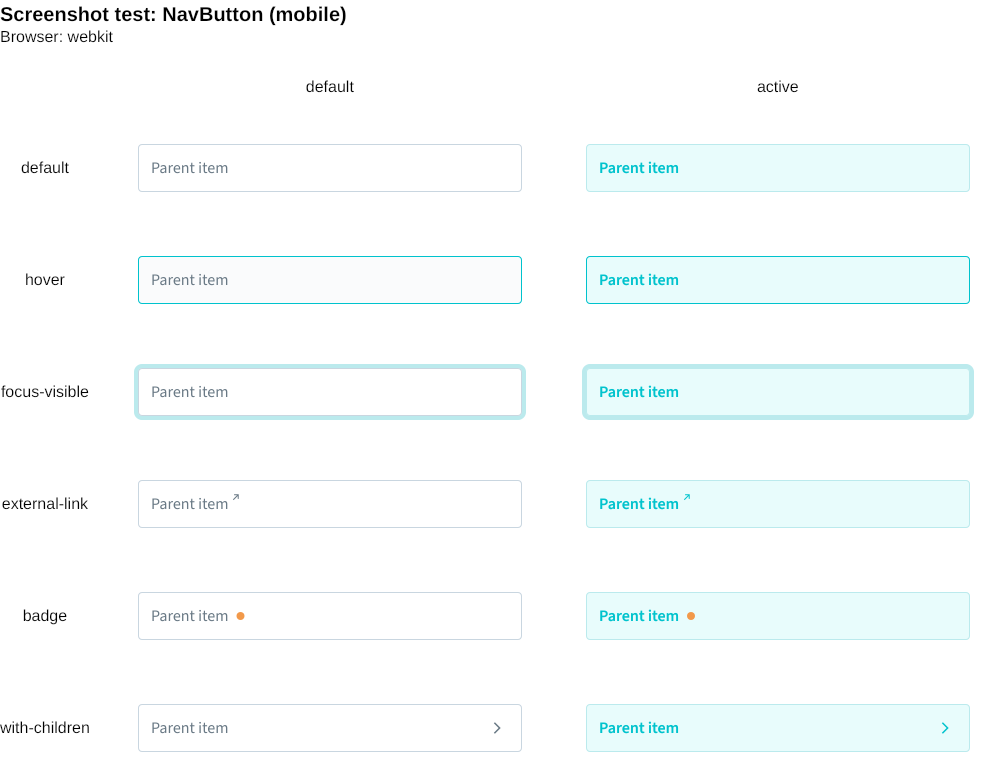 Screenshot test: NavButton (mobile)
Browser: webkit
default active
default Parent item Parent item
hover Parent item Parent item
focus-visible Parent item Parent item
external-link Parent item Parent item
badge Parent item Parent item
with-children Parent item Parent item